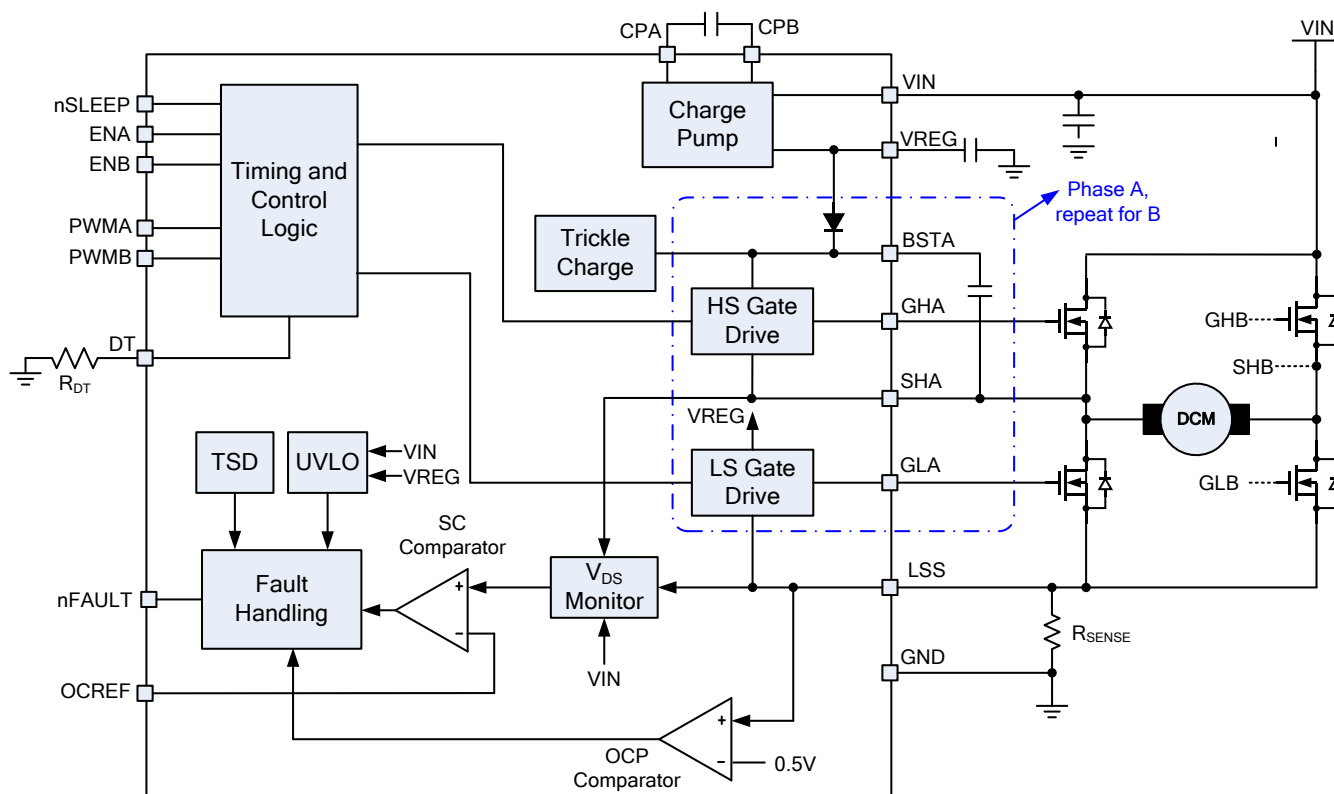 CPA
CPB
VIN
nSLEEP
ENA
ENB
PWMA
PWMB
DT
RDT
Timing and
Control
Logic
Charge
Pump
VIN
VREG
Phase A,
repeat for B
Trickle
Charge
BSTA
HS Gate
Drive
GHA
GHB
SHA
SHB
VREG
DCM
LS Gate
Drive
GLA
GLB
TSD
UVLO
VIN
VREG
SC
Comparator
+
–
VDS
Monitor
VIN
LSS
Fault
Handling
nFAULT
OCREF
RSENSE
GND
+
–
0.5V
OCP
Comparator